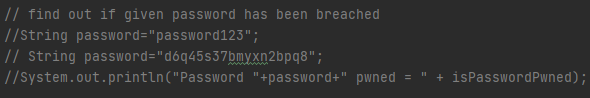 // find out if given password has been breached
//String password="password123";
// String password="d6q45s37bmyxn2bpq8";
//System.out.println("Password "+password+" pwned = " + isPasswordPwned);